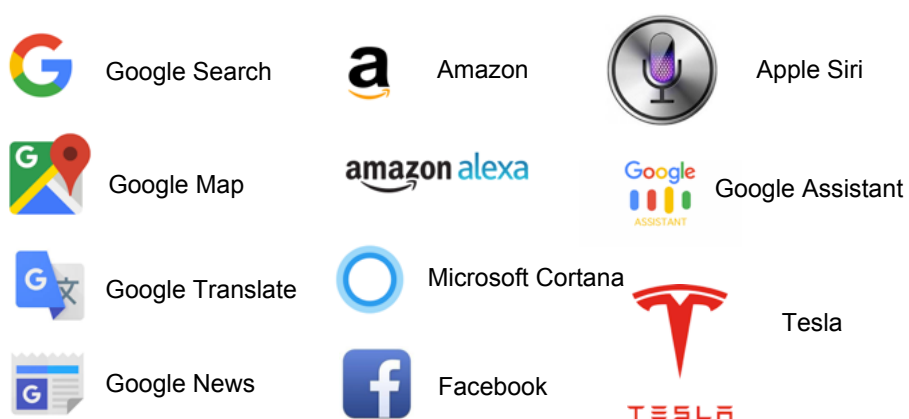 G
Google Search
a
Amazon
Apple Siri
G
Google Map
amazon alexa
Google
ASSISTANT
Google Assistant
G
文
Google Translate
Microsoft Cortana
TESLA
Tesla
G
Google News
f
Facebook